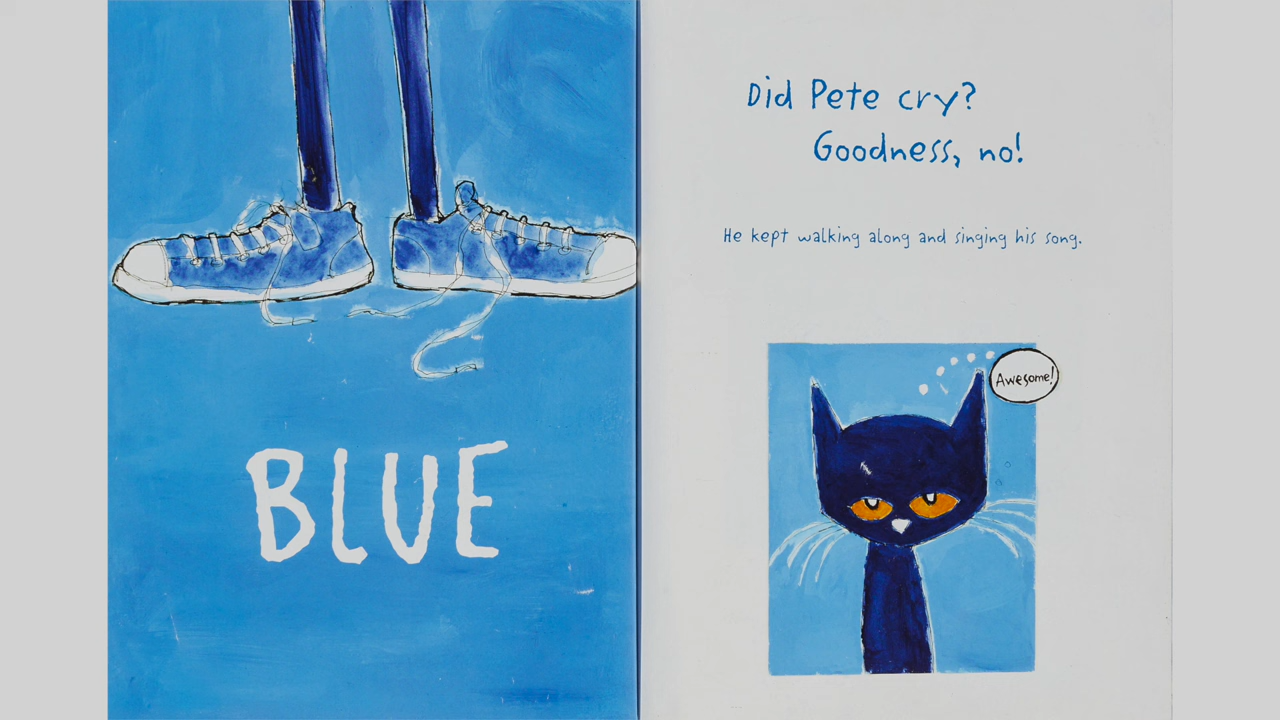 BLUE
Did Pete cry?
Goodness, no!
He kept walking along and singing his song.
Awesome!